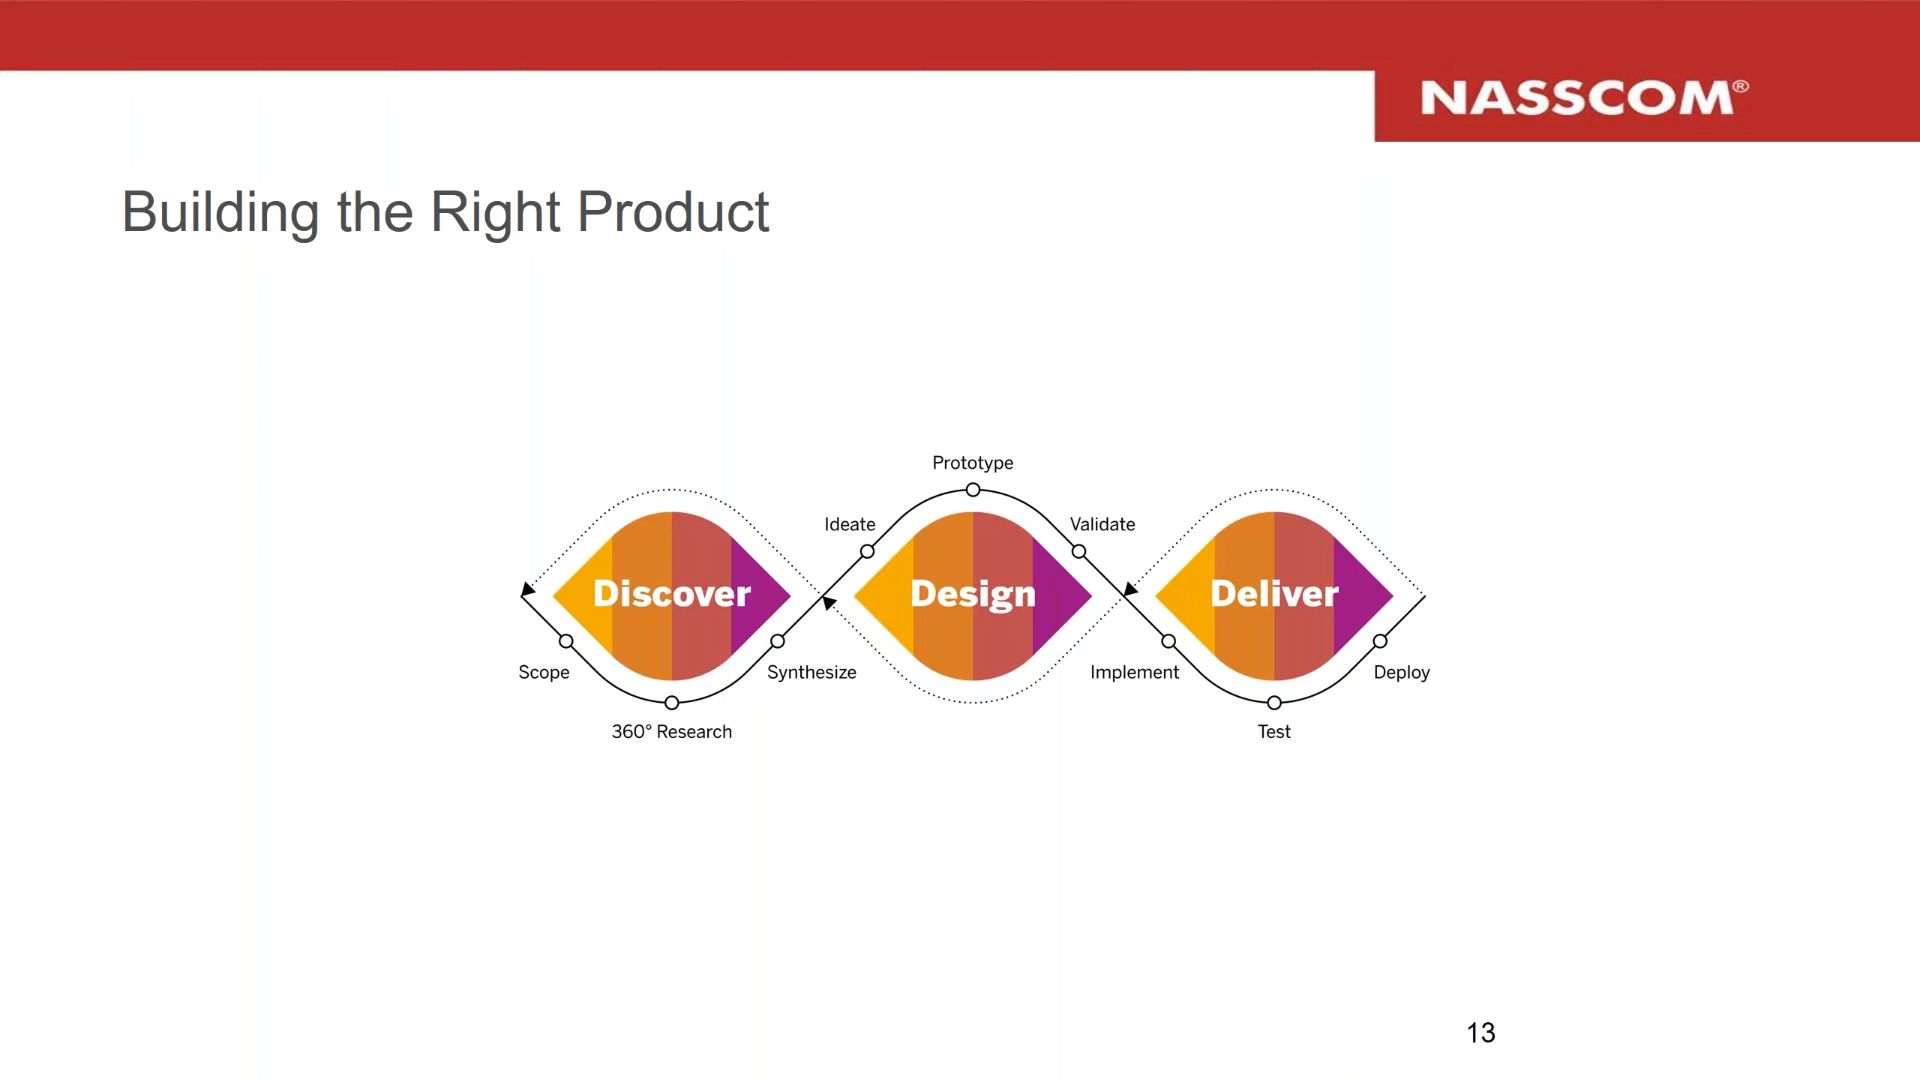 NASSCOM®
Building the Right Product
Prototype
Ideate
Validate
Discover
Design
Deliver
Scope
Synthesize
Implement
Deploy
360° Research
Test
13